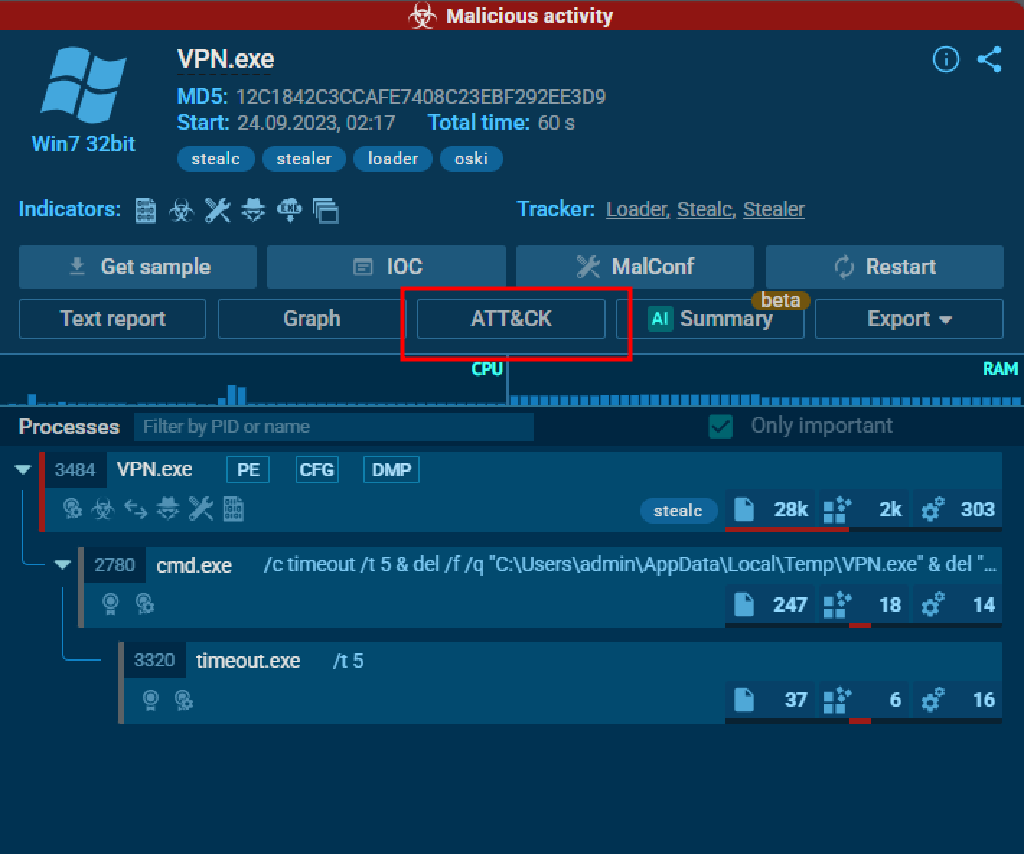 Malicious activity
VPN.exe
MD5: 12C1842C3CCAFE7408C23EBF292EE3D9
Start: 24.09.2023, 02:17 Total time: 60 s
Win7 32bit
stealc stealer loader oski
Indicators: Tracker: Loader, Stealc, Stealer
Get sample IOC MalConf Restart
beta
Text report Graph ATT&CK AI Summary Export
CPU RAM
Processes Filter by PID or name Only important
3484 VPN.exe PE CFG DMP
stealc 28k 2k 303
2780 cmd.exe /c timeout /t 5 & del /f /q "C:\Users\admin\AppData\Local\Temp\VPN.exe" & del "...
247 18 14
3320 timeout.exe /t 5
37 6 16